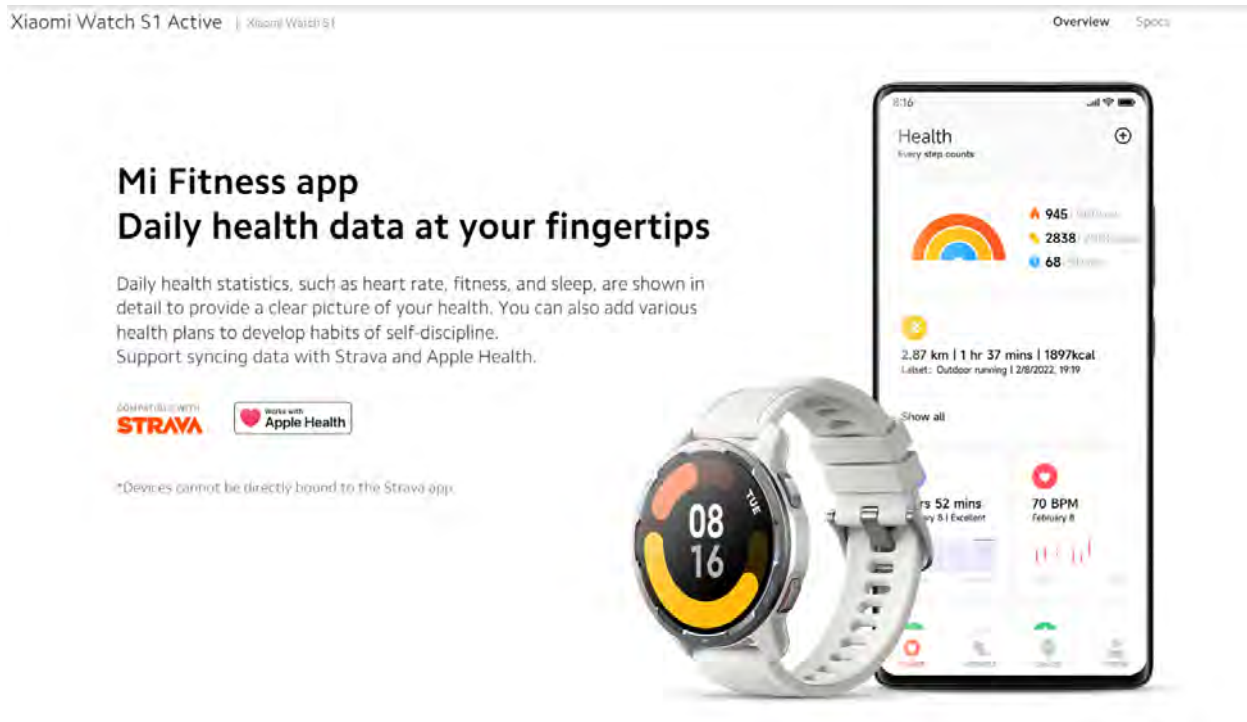 Xiaomi Watch S1 Active | Xiaomi Watch S1
Overview Specs
Mi Fitness app
Daily health data at your fingertips
Daily health statistics, such as heart rate, fitness, and sleep, are shown in
detail to provide a clear picture of your health. You can also add various
health plans to develop habits of self-discipline.
Support syncing data with Strava and Apple Health.
COMPATIBLE WITH
STRAVA
Works with
Apple Health
*Devices cannot be directly bound to the Strava app.
8:16
Health
Every step counts
945
2838
68
2.87 km | 1 hr 37 mins | 1897kcal
Outdoor running | 2/8/2022, 19:19
Show all
rs 52 mins
ry 8 | Excellent
70 BPM
February 8
TUE
08
16